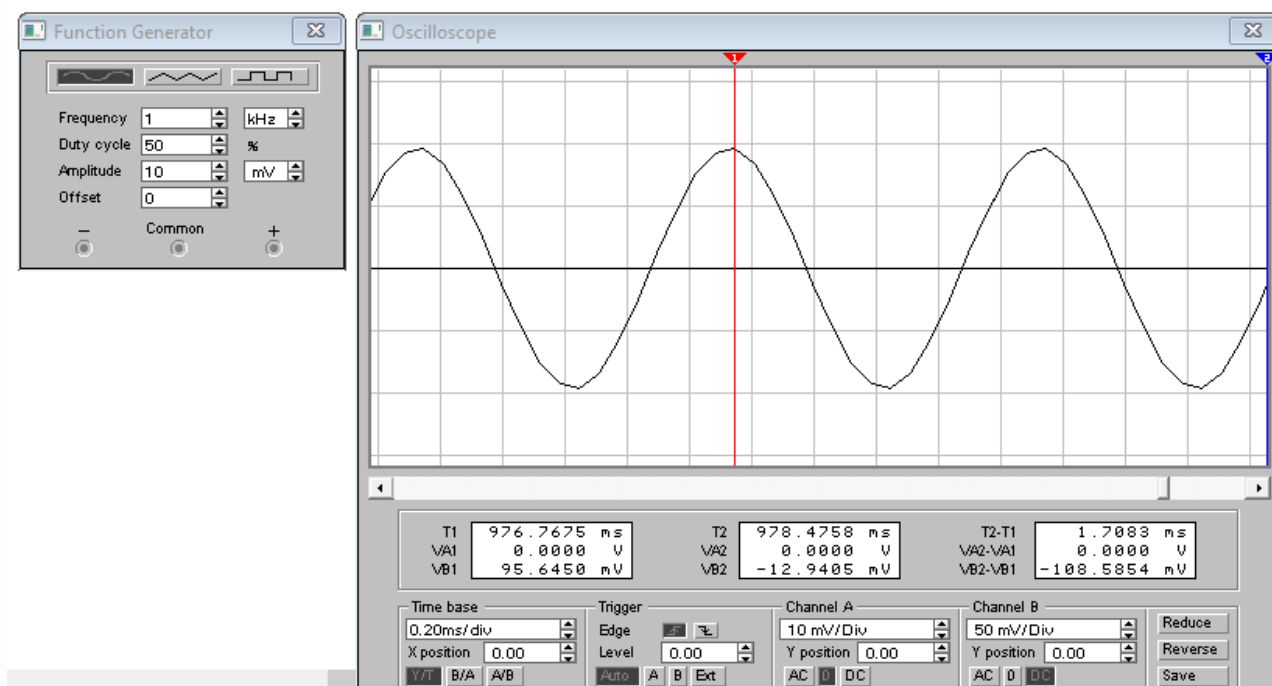 Function Generator
Frequency 1 kHz
Duty cycle 50 %
Amplitude 10 mV
Offset 0
− Common +
Oscilloscope
1 2
T1 976.7675 ms T2 978.4758 ms T2-T1 1.7083 ms
VA1 0.0000 V VA2 0.0000 V VA2-VA1 0.0000 V
VB1 95.6450 mV VB2 -12.9405 mV VB2-VB1 -108.5854 mV
Time base Trigger Channel A Channel B
0.20ms/div Edge 10 mV/Div 50 mV/Div Reduce
X position 0.00 Level 0.00 Y position 0.00 Y position 0.00 Reverse
Y/T B/A A/B Auto A B Ext AC 0 DC AC 0 DC Save